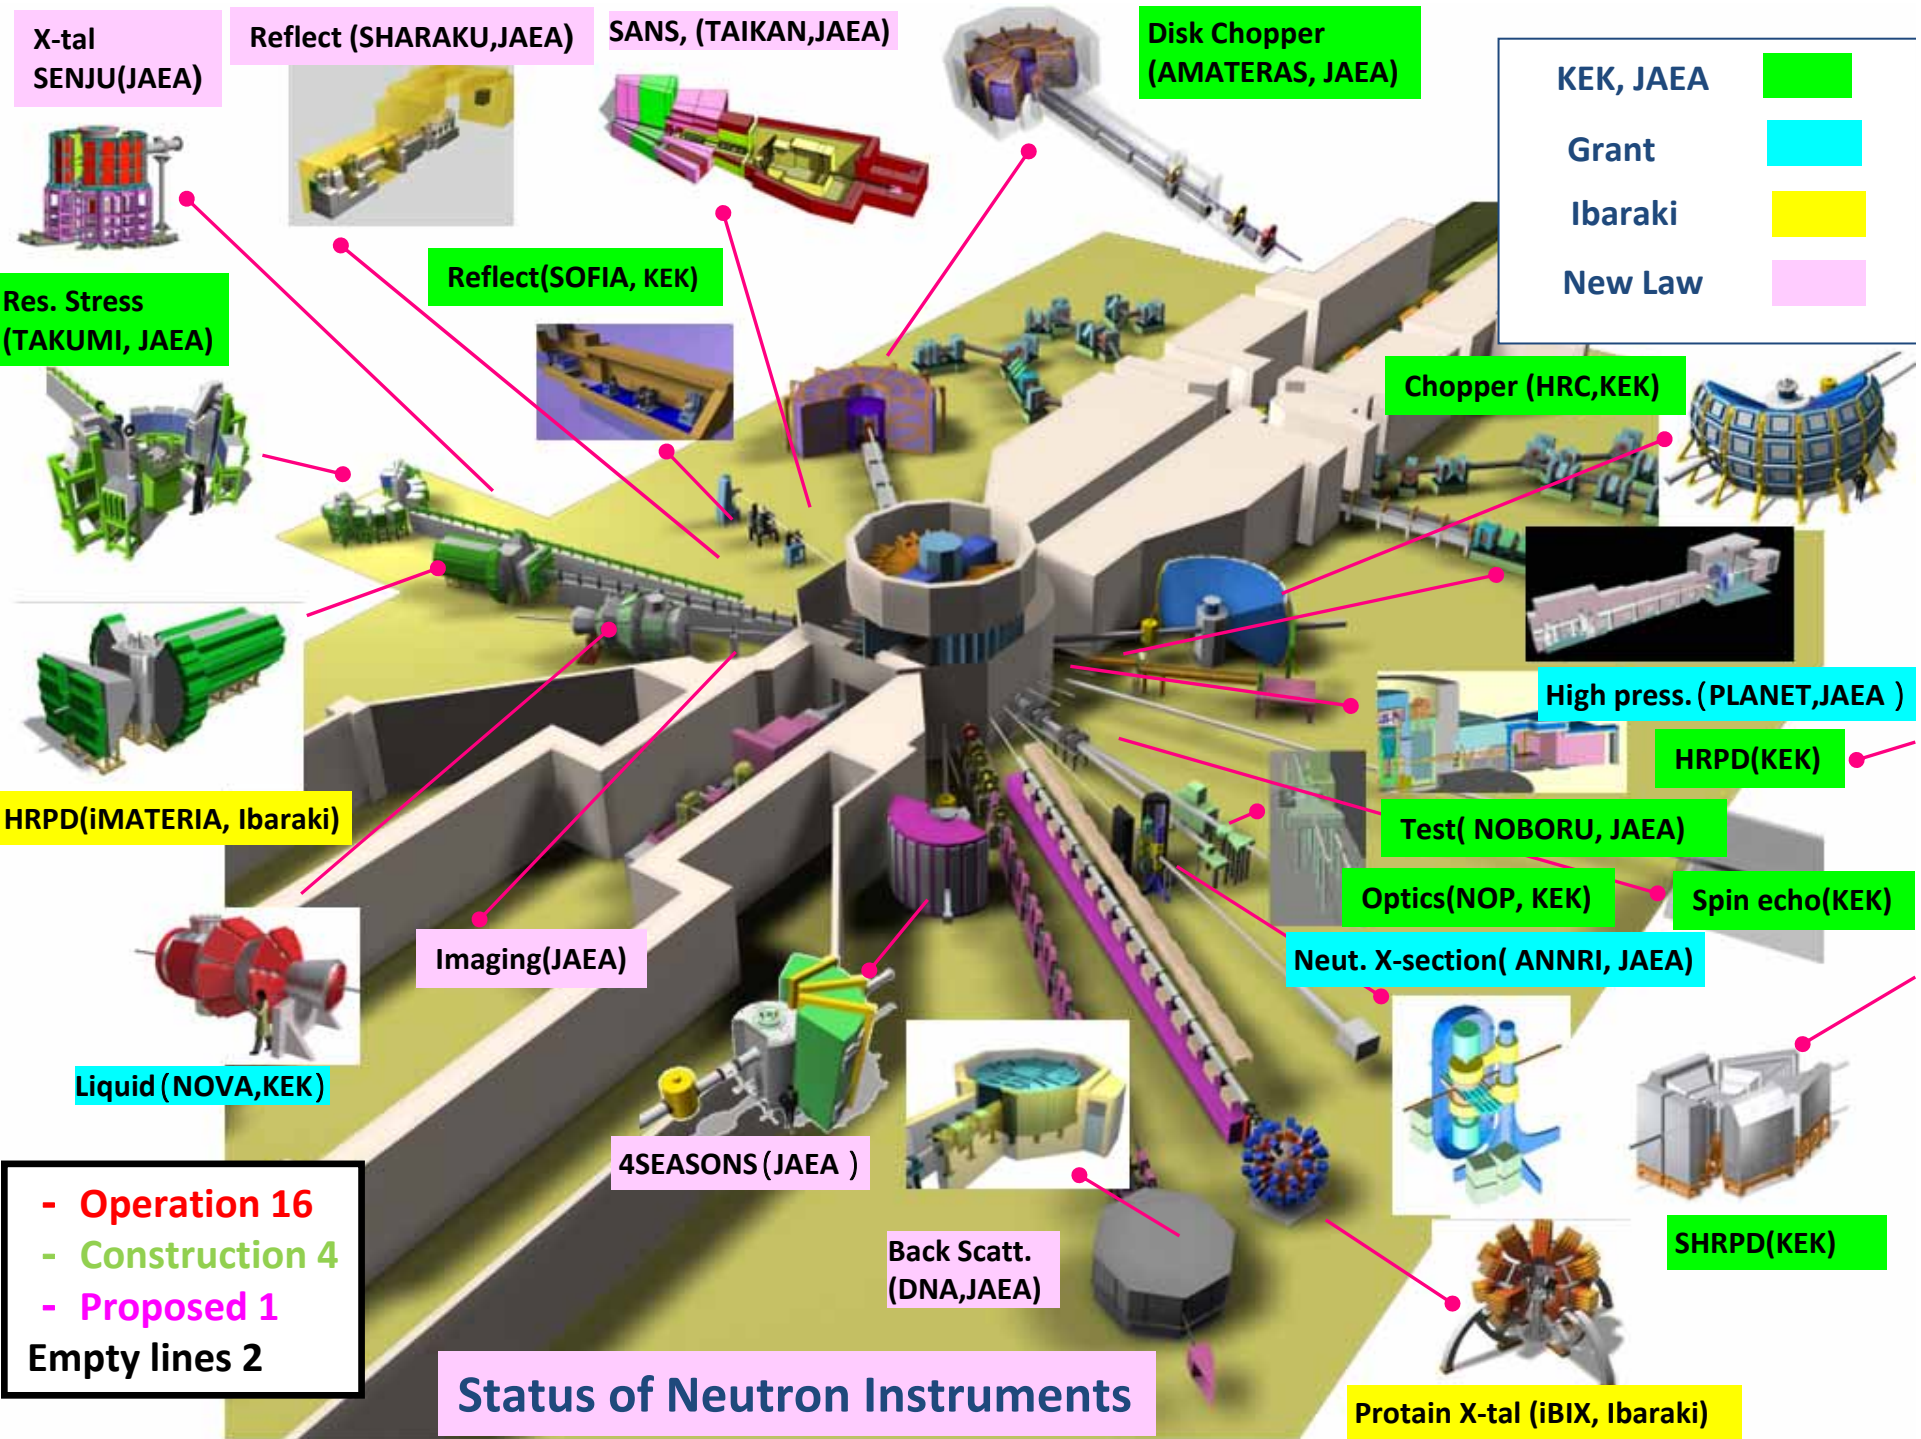 X-tal
SENJU(JAEA)
Reflect (SHARAKU,JAEA)
SANS, (TAIKAN,JAEA)
Disk Chopper
(AMATERAS, JAEA)
KEK, JAEA
Grant
Ibaraki
New Law
Reflect(SOFIA, KEK)
Res. Stress
(TAKUMI, JAEA)
Chopper (HRC,KEK)
High press. (PLANET,JAEA )
HRPD(KEK)
HRPD(iMATERIA, Ibaraki)
Test( NOBORU, JAEA)
Optics(NOP, KEK)
Spin echo(KEK)
Imaging(JAEA)
Neut. X-section( ANNRI, JAEA)
Liquid (NOVA,KEK)
4SEASONS (JAEA )
- Operation 16
- Construction 4
- Proposed 1
Empty lines 2
Back Scatt.
(DNA,JAEA)
SHRPD(KEK)
Status of Neutron Instruments
Protain X-tal (iBIX, Ibaraki)